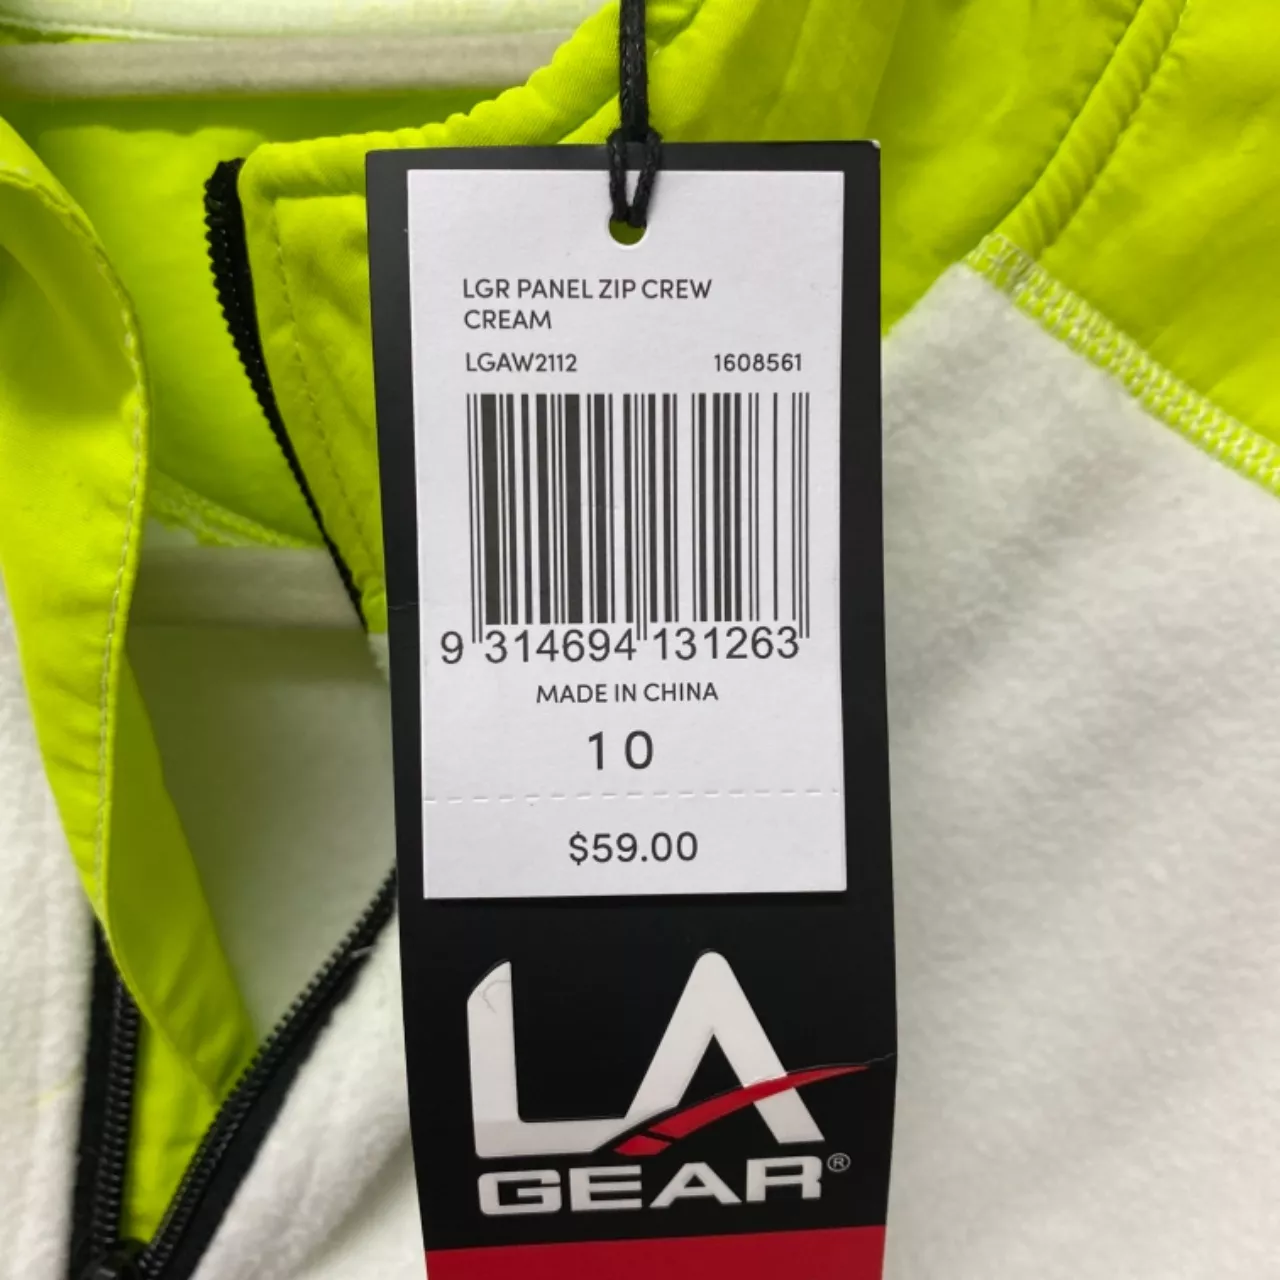 LGR PANEL ZIP CREW
CREAM
LGAW2112 1608561
9 314694 131263
MADE IN CHINA
10
$59.00
LA
GEAR®